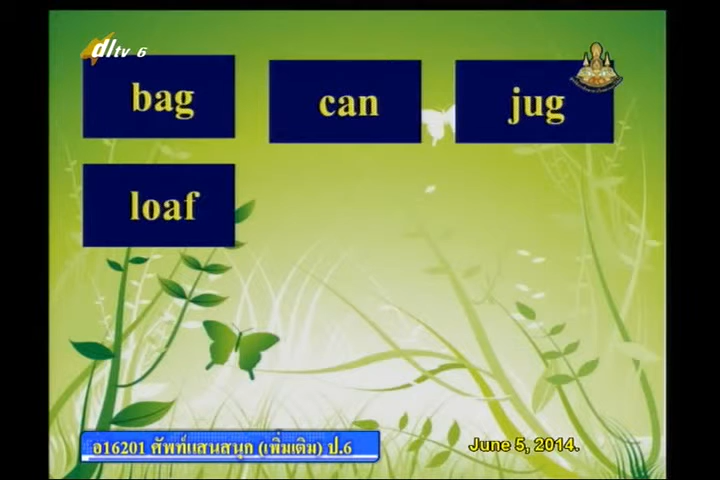 dltv 6
bag
can
jug
loaf
อ16201 ศัพท์แสนสนุก (เพิ่มเติม) ป.6
June 5, 2014.